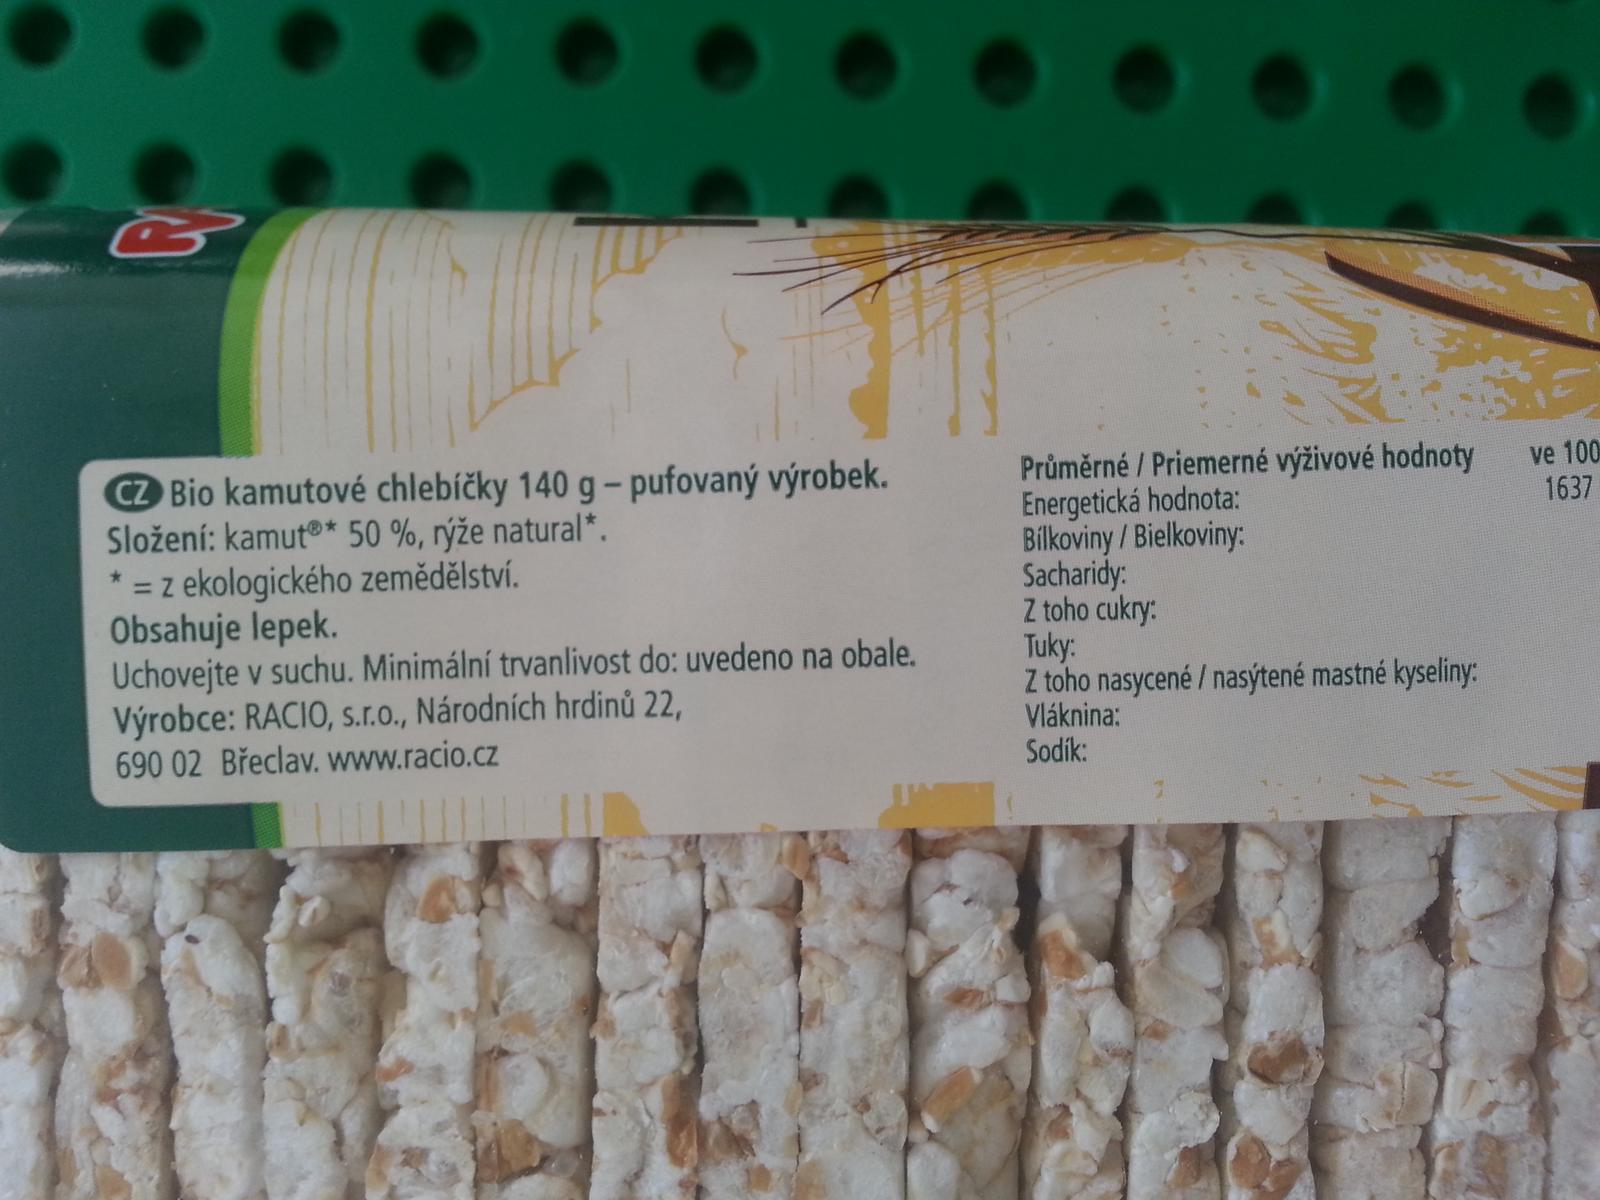 CZ Bio kamutové chlebíčky 140 g – pufovaný výrobek.
Složení: kamut®* 50 %, rýže natural*.
* = z ekologického zemědělství.
Obsahuje lepek.
Uchovejte v suchu. Minimální trvanlivost do: uvedeno na obale.
Výrobce: RACIO, s.r.o., Národních hrdinů 22,
690 02 Břeclav. www.racio.cz
Průměrné / Priemerné výživové hodnoty ve 100
Energetická hodnota: 1637
Bílkoviny / Bielkoviny:
Sacharidy:
Z toho cukry:
Tuky:
Z toho nasycené / nasýtené mastné kyseliny:
Vláknina:
Sodík: